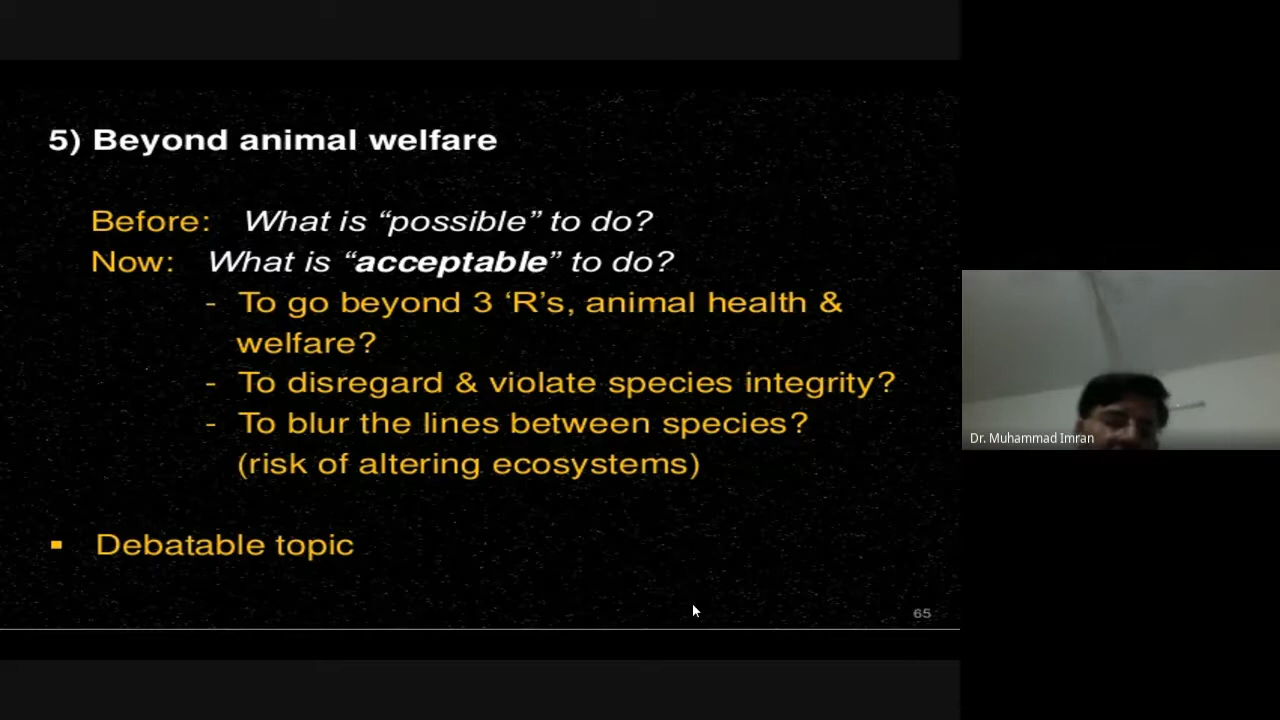 5) Beyond animal welfare
Before: What is “possible” to do?
Now: What is “acceptable” to do?
- To go beyond 3 ‘R’s, animal health &
welfare?
- To disregard & violate species integrity?
- To blur the lines between species?
(risk of altering ecosystems)
▪ Debatable topic
65
Dr. Muhammad Imran